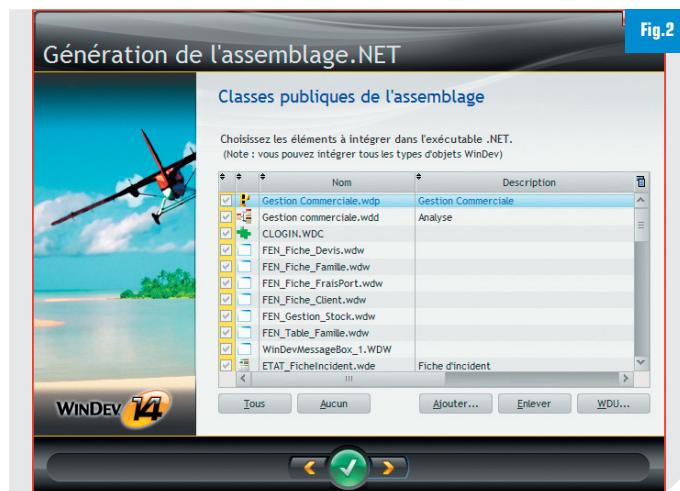 Fig.2
Génération de l'assemblage.NET
Classes publiques de l'assemblage
Choisissez les éléments à intégrer dans l'exécutable .NET.
(Note : vous pouvez intégrer tous les types d'objets WinDev)
Nom Description
Gestion Commerciale.wdp Gestion Commerciale
Gestion commerciale.wdd Analyse
CLOGIN.WDC
FEN_Fiche_Devis.wdw
FEN_Fiche_Famille.wdw
FEN_Fiche_FraisPort.wdw
FEN_Fiche_Client.wdw
FEN_Gestion_Stock.wdw
FEN_Table_Famille.wdw
WinDevMessageBox_1.WDW
ETAT_FicheIncident.wde Fiche d'incident
Tous Aucun Ajouter... Enlever WDU...
WINDEV 14